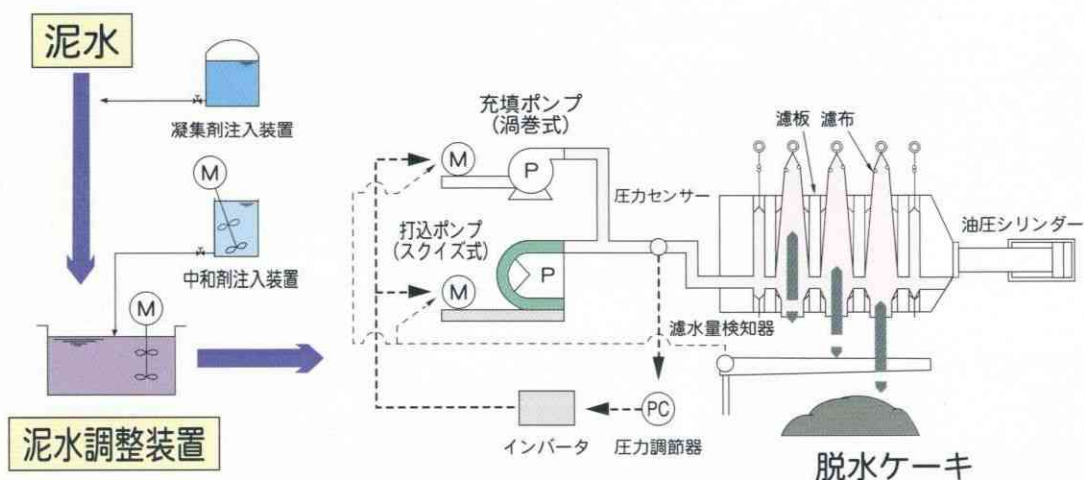 泥水
凝集剤注入装置
M
中和剤注入装置
M
泥水調整装置
充填ポンプ
(渦巻式)
M
P
打込ポンプ
(スクイズ式)
M
P
圧力センサー
濾板
濾布
油圧シリンダー
濾水量検知器
インバータ
PC
圧力調節器
脱水ケーキ